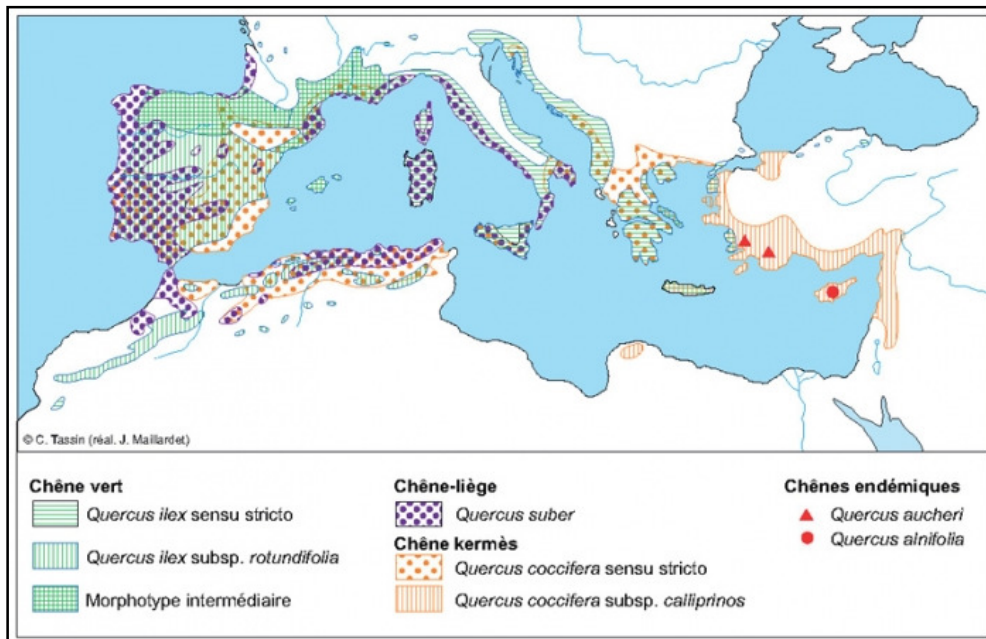 © C. Tassin (réal. J. Maillardet)
Chêne vert
Quercus ilex sensu stricto
Quercus ilex subsp. rotundifolia
Morphotype intermédiaire
Chêne-liège
Quercus suber
Chêne kermès
Quercus coccifera sensu stricto
Quercus coccifera subsp. calliprinos
Chênes endémiques
Quercus aucheri
Quercus alnifolia